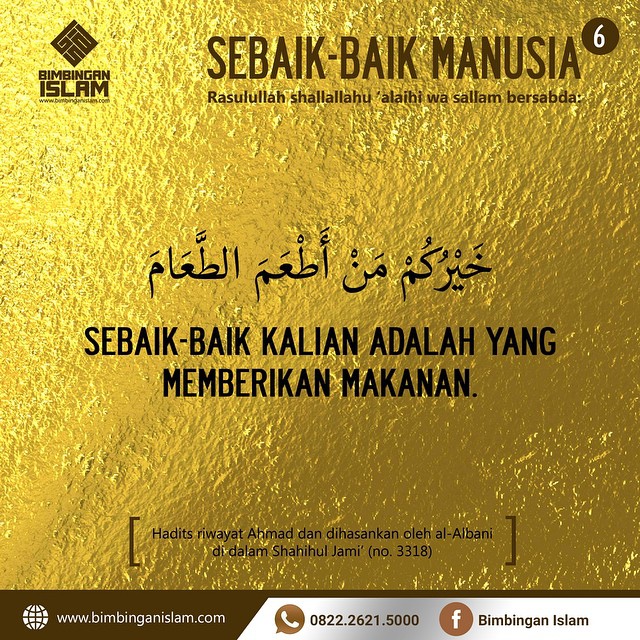 BIMBINGAN
ISLAM
www.bimbinganislam.com
SEBAIK-BAIK MANUSIA 6
Rasulullah shallallahu 'alaihi wa sallam bersabda:
خَيْرُكُمْ مَنْ أَطْعَمَ الطَّعَامَ
SEBAIK-BAIK KALIAN ADALAH YANG
MEMBERIKAN MAKANAN.
Hadits riwayat Ahmad dan dihasankan oleh al-Albani
di dalam Shahihul Jami' (no. 3318)
www.bimbinganislam.com 0822.2621.5000 f Bimbingan Islam